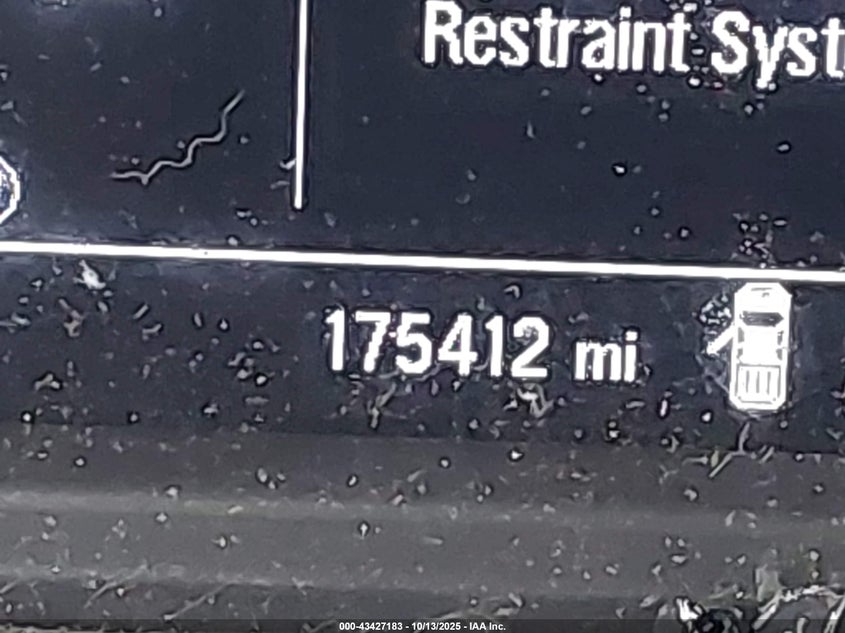 Restraint Syst
175412 mi
000-43427183 - 10/13/2025 - IAA Inc.